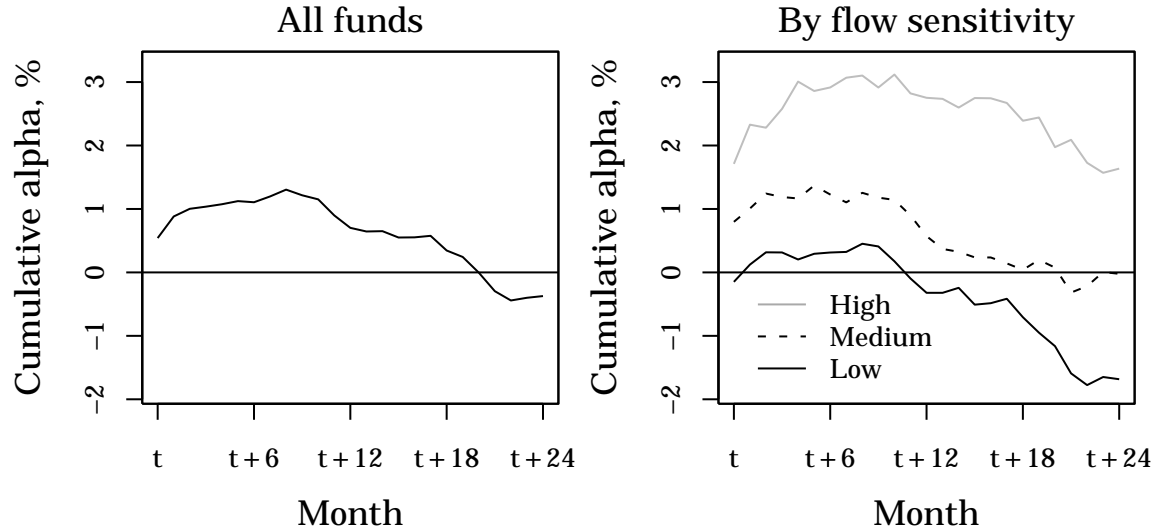 All funds
Cumulative alpha, %
3
2
1
0
−1
−2
t
t + 6
t + 12
t + 18
t + 24
Month
By flow sensitivity
Cumulative alpha, %
3
2
1
0
−1
−2
High
Medium
Low
t
t + 6
t + 12
t + 18
t + 24
Month